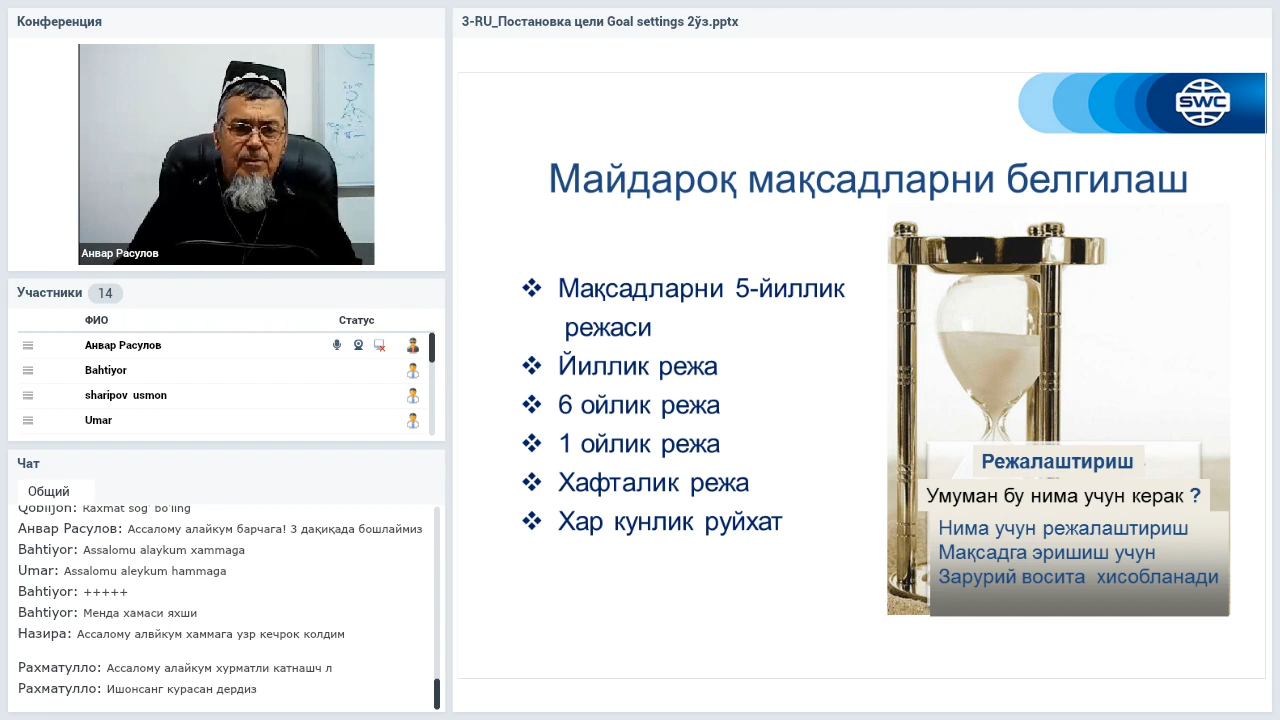 Конференция
Анвар Расулов
Участники 14
ФИО Статус
Анвар Расулов
Bahtiyor
sharipov usmon
Umar
Чат
Общий
Qobiljon: Raxmat sog' bo'ling
Анвар Расулов: Ассалому алайкум барчага! 3 дақиқада бошлаймиз
Bahtiyor: Assalomu alaykum xammaga
Umar: Assalomu aleykum hammaga
Bahtiyor: +++++
Bahtiyor: Менда хамаси яхши
Назира: Ассалому алвйкум хаммага узр кечрок колдим
Рахматулло: Ассалому алайкум хурматли катнашч л
Рахматулло: Ишонсанг курасан дердиз
3-RU_Постановка цели Goal settings 2ўз.pptx
SWC
Майдароқ мақсадларни белгилаш
❖ Мақсадларни 5-йиллик
режаси
❖ Йиллик режа
❖ 6 ойлик режа
❖ 1 ойлик режа
❖ Хафталик режа
❖ Хар кунлик руйхат
Режалаштириш
Умуман бу нима учун керак ?
Нима учун режалаштириш
Мақсадга эришиш учун
Зарурий восита хисобланади